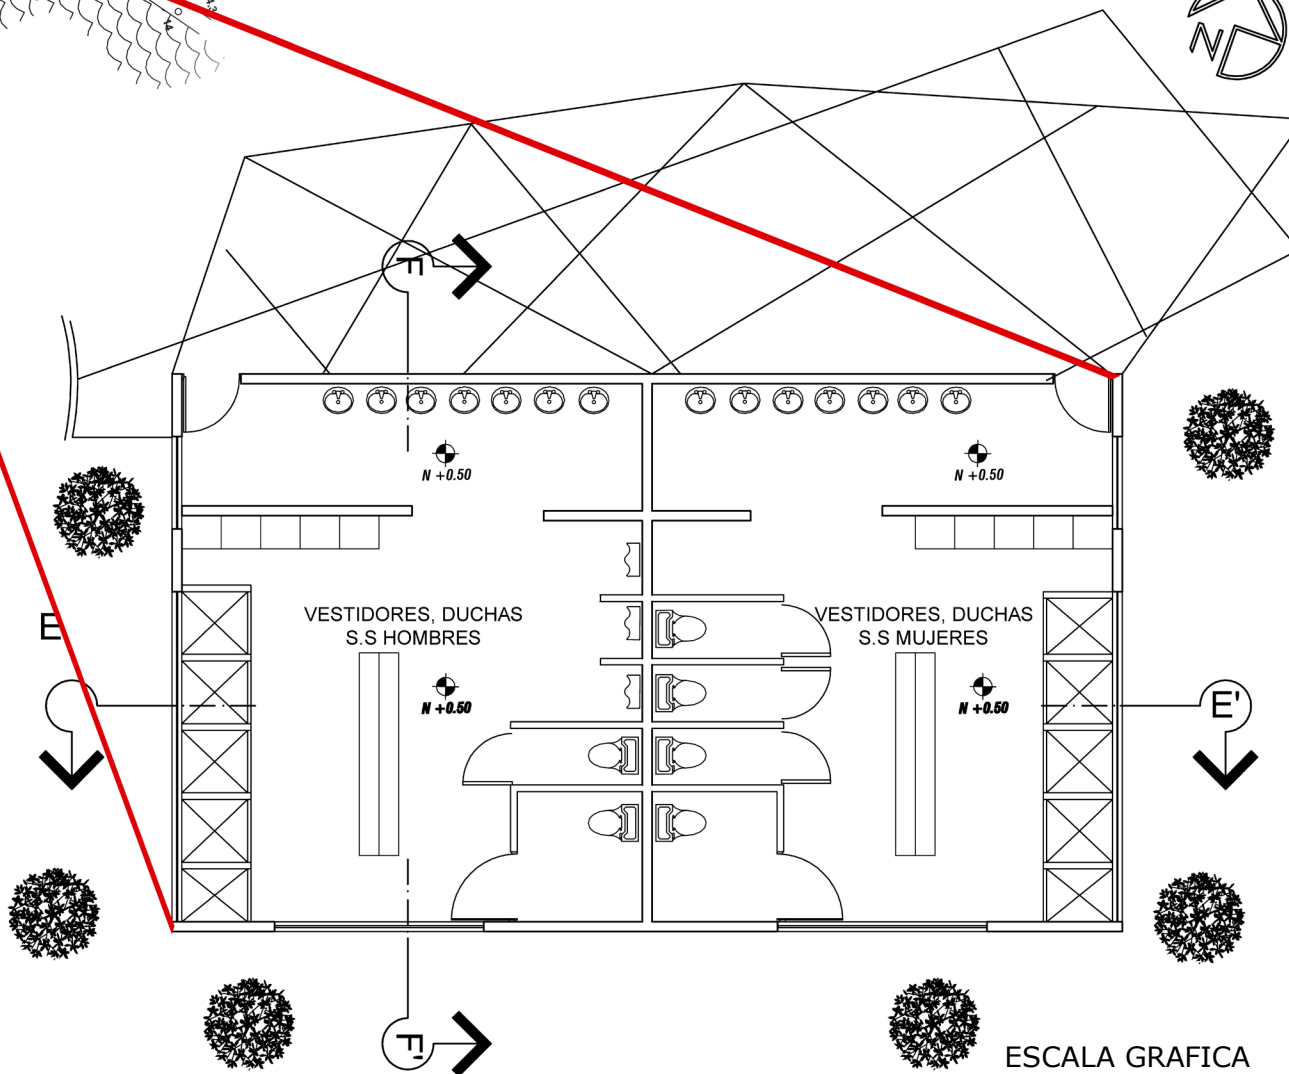 N
F
N +0.50
N +0.50
E
VESTIDORES, DUCHAS
S.S HOMBRES
VESTIDORES, DUCHAS
S.S MUJERES
N +0.50
N +0.50
E'
F'
ESCALA GRAFICA